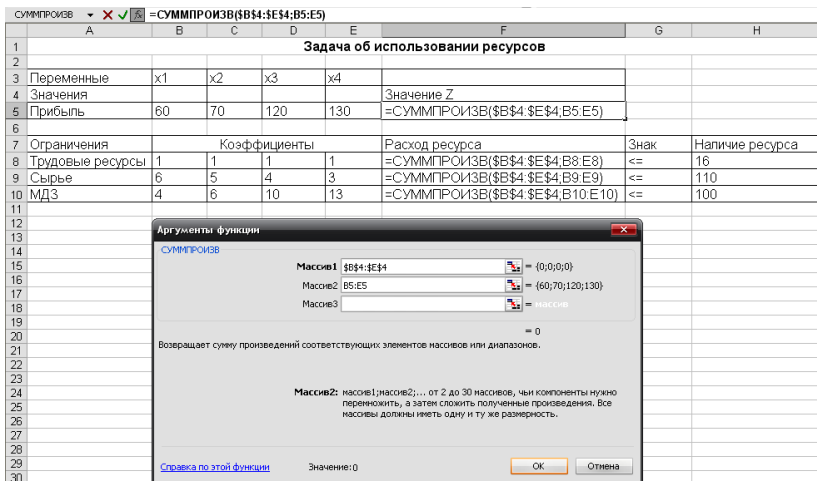 СУММПРОИЗВ =СУММПРОИЗВ($B$4:$E$4;B5:E5)
A B C D E F G H
1 Задача об использовании ресурсов
2
3 Переменные x1 x2 x3 x4
4 Значения Значение Z
5 Прибыль 60 70 120 130 =СУММПРОИЗВ($B$4:$E$4;B5:E5)
6
7 Ограничения Коэффициенты Расход ресурса Знак Наличие ресурса
8 Трудовые ресурсы 1 1 1 1 =СУММПРОИЗВ($B$4:$E$4;B8:E8) <= 16
9 Сырье 6 5 4 3 =СУММПРОИЗВ($B$4:$E$4;B9:E9) <= 110
10 МДЗ 4 6 10 13 =СУММПРОИЗВ($B$4:$E$4;B10:E10) <= 100
11
12
13 Аргументы функции
14 СУММПРОИЗВ
15 Массив1 $B$4:$E$4 = {0;0;0;0}
16 Массив2 B5:E5 = {60;70;120;130}
17
18 Массив3 = массив
19
20 = 0
21 Возвращает сумму произведений соответствующих элементов массивов или диапазонов.
22
23
24 Массив2: массив1;массив2;... от 2 до 30 массивов, чьи компоненты нужно
25 перемножить, а затем сложить полученные произведения. Все
26 массивы должны иметь одну и ту же размерность.
27
28
29 Справка по этой функции Значение:0 ОК Отмена
30